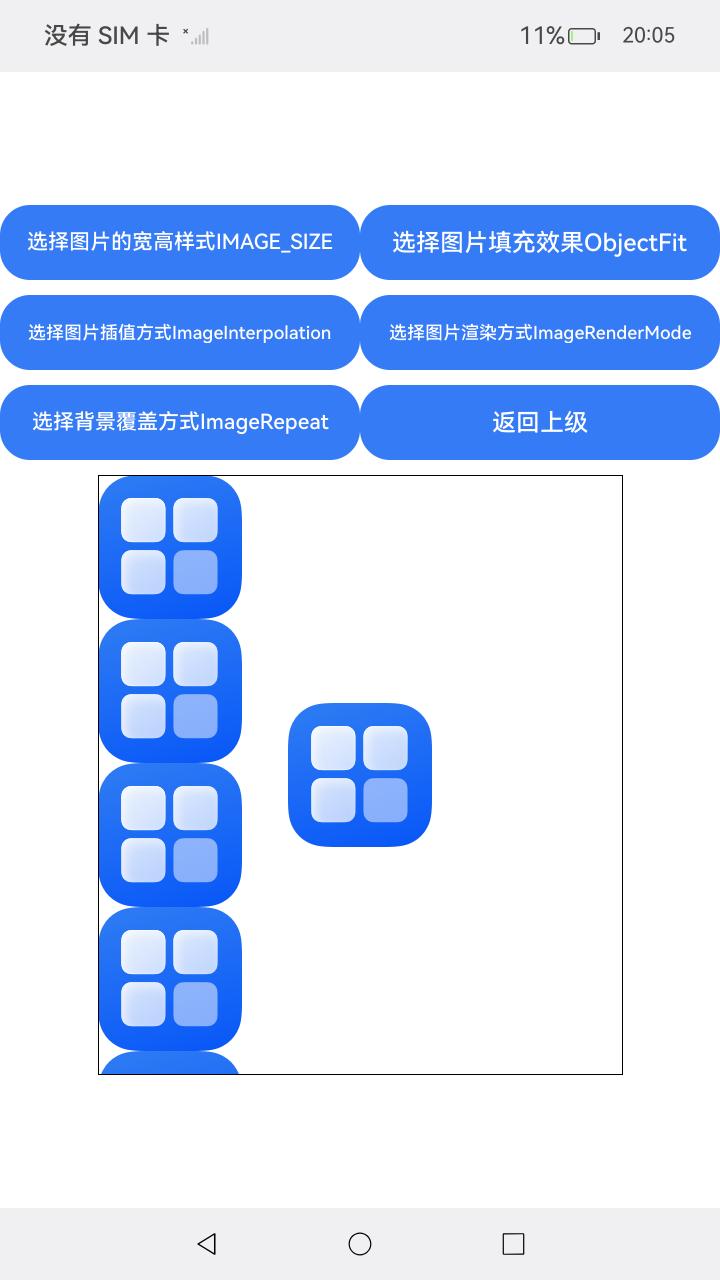 没有 SIM 卡
11%
20:05
选择图片的宽高样式IMAGE_SIZE
选择图片填充效果ObjectFit
选择图片插值方式ImageInterpolation
选择图片渲染方式ImageRenderMode
选择背景覆盖方式ImageRepeat
返回上级